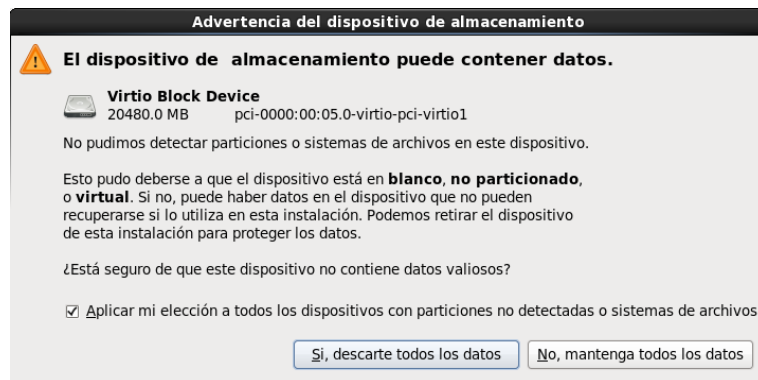 Advertencia del dispositivo de almacenamiento
El dispositivo de almacenamiento puede contener datos.
Virtio Block Device
20480.0 MB pci-0000:00:05.0-virtio-pci-virtio1
No pudimos detectar particiones o sistemas de archivos en este dispositivo.
Esto pudo deberse a que el dispositivo está en blanco, no particionado,
o virtual. Si no, puede haber datos en el dispositivo que no pueden
recuperarse si lo utiliza en esta instalación. Podemos retirar el dispositivo
de esta instalación para proteger los datos.
¿Está seguro de que este dispositivo no contiene datos valiosos?
Aplicar mi elección a todos los dispositivos con particiones no detectadas o sistemas de archivos
Si, descarte todos los datos
No, mantenga todos los datos